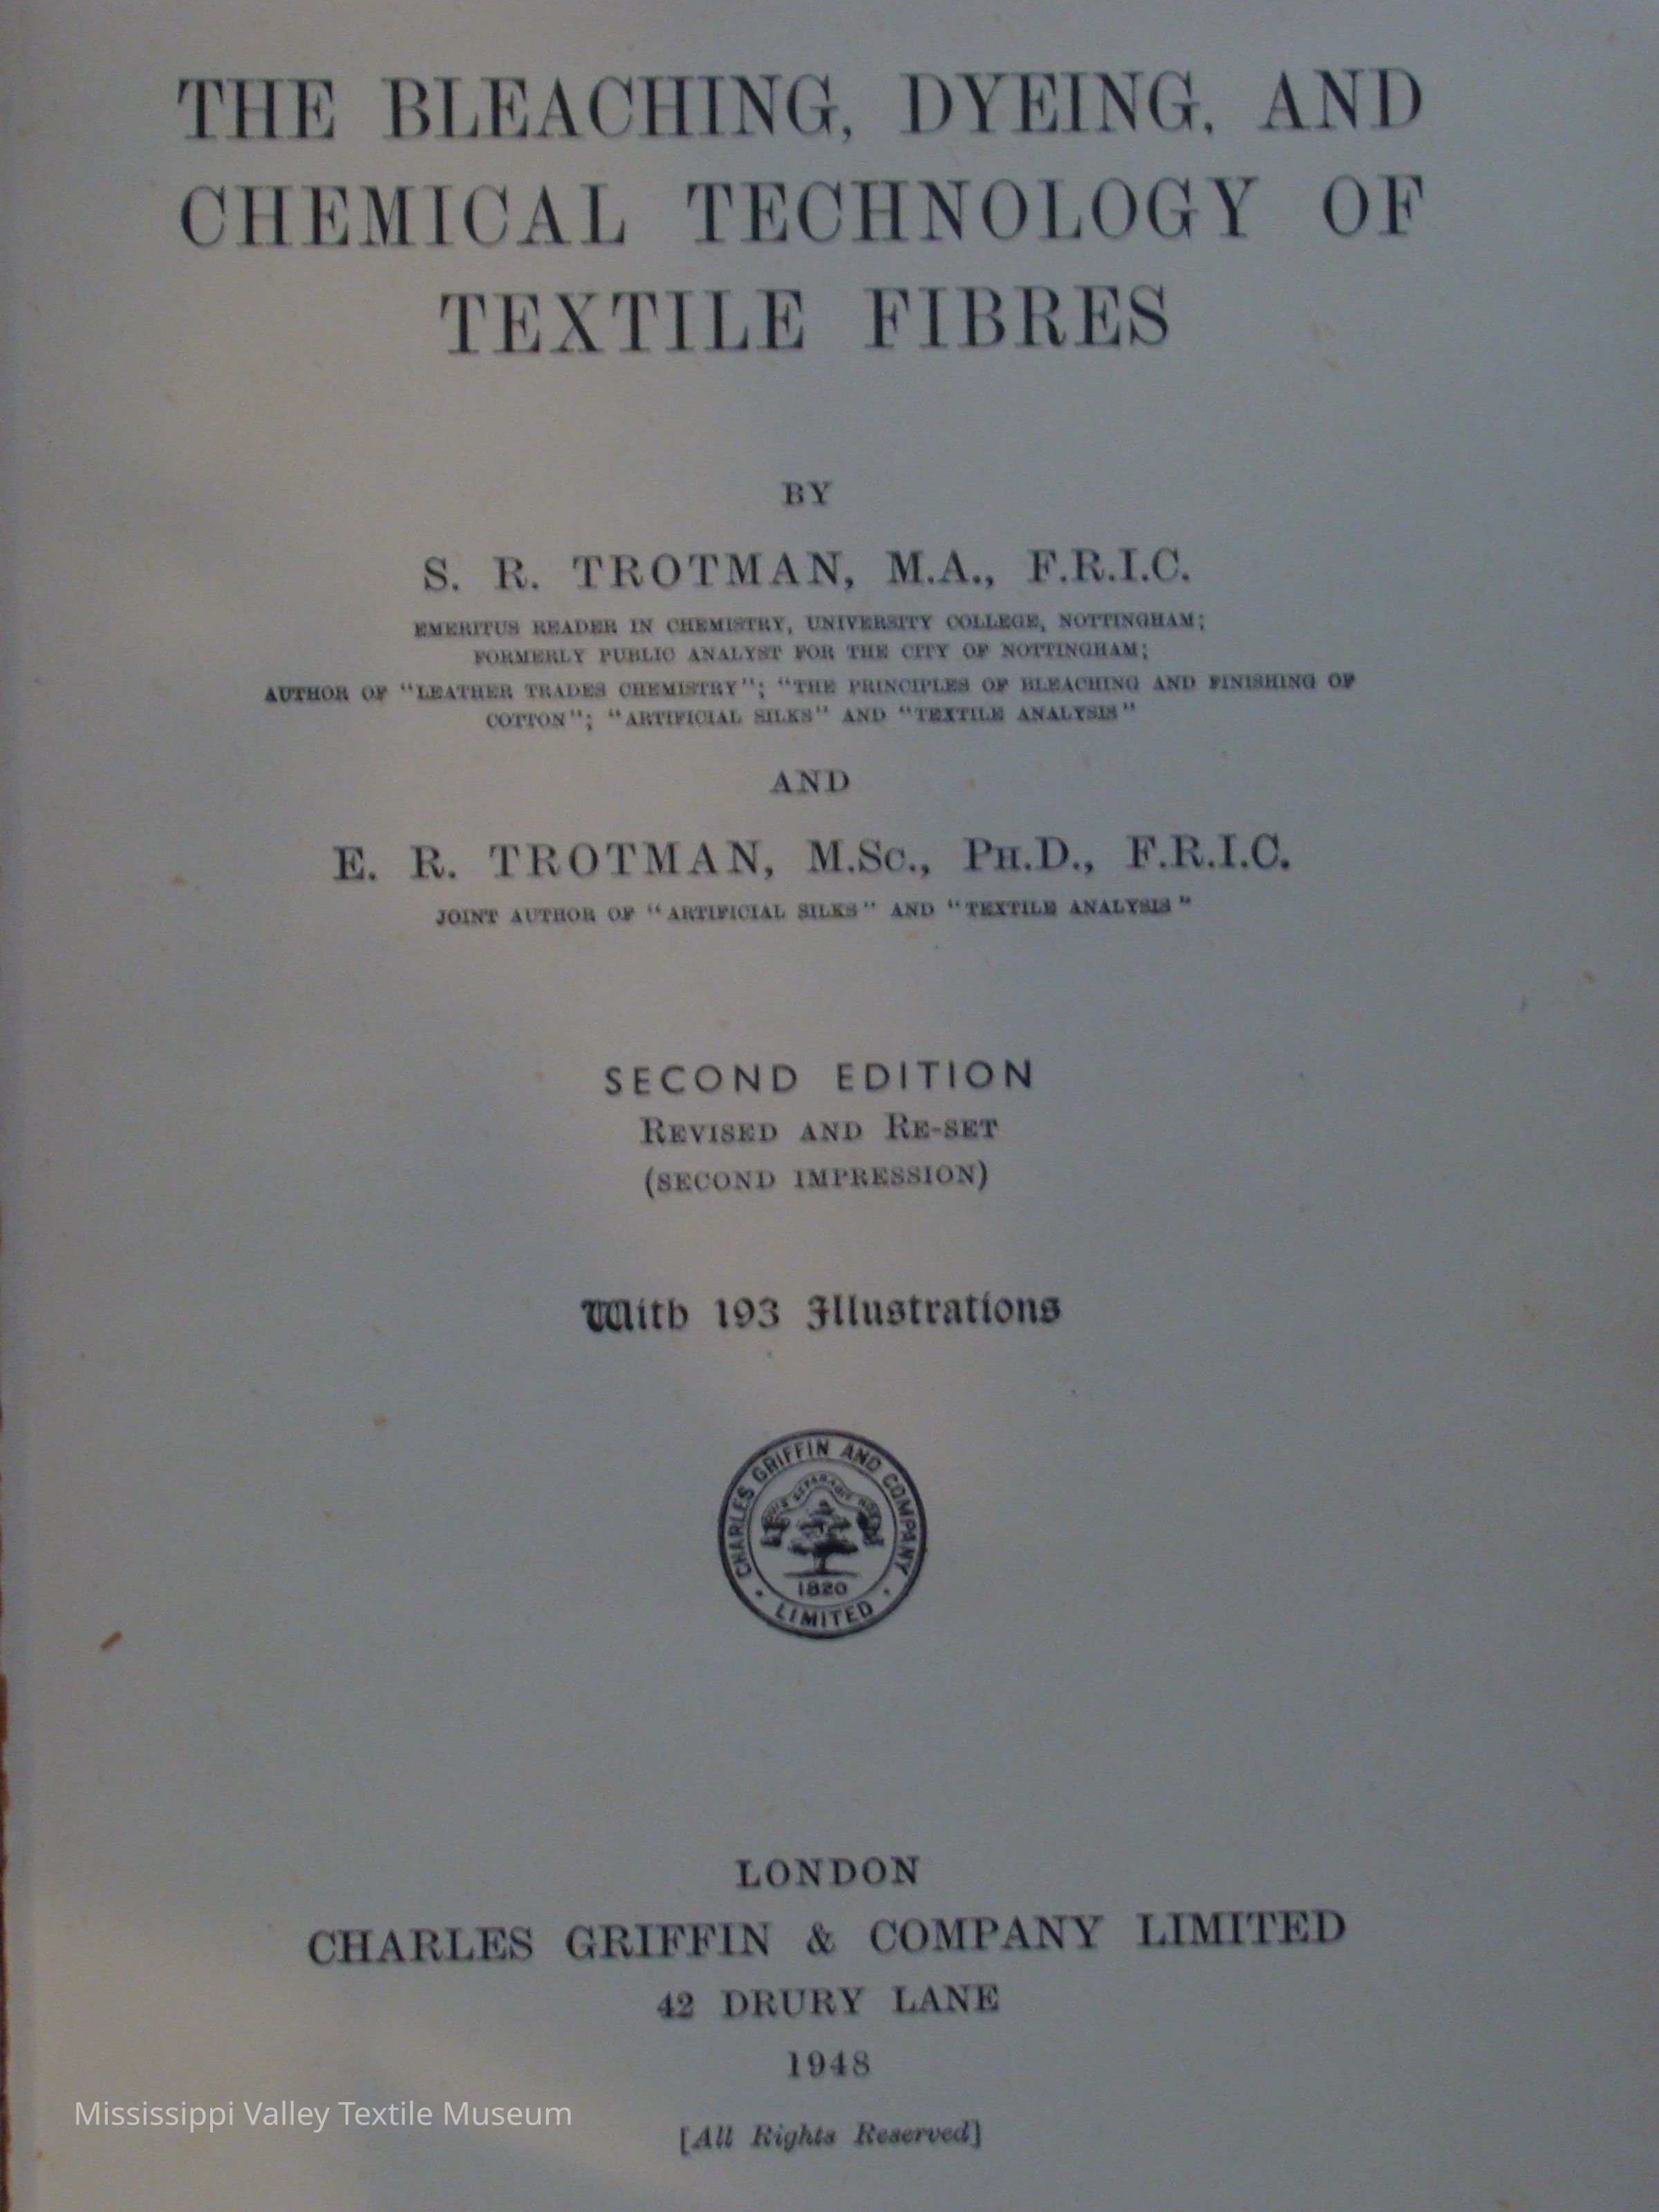 THE BLEACHING, DYEING, AND
CHEMICAL TECHNOLOGY OF
TEXTILE FIBRES
BY
S. R. TROTMAN, M.A., F.R.I.C.
EMERITUS READER IN CHEMISTRY, UNIVERSITY COLLEGE, NOTTINGHAM;
FORMERLY PUBLIC ANALYST FOR THE CITY OF NOTTINGHAM;
AUTHOR OF "LEATHER TRADES CHEMISTRY"; "THE PRINCIPLES OF BLEACHING AND FINISHING OF
COTTON"; "ARTIFICIAL SILKS" AND "TEXTILE ANALYSIS"
AND
E. R. TROTMAN, M.Sc., Ph.D., F.R.I.C.
JOINT AUTHOR OF "ARTIFICIAL SILKS" AND "TEXTILE ANALYSIS"
SECOND EDITION
REVISED AND RE-SET
(SECOND IMPRESSION)
With 193 Illustrations
CHARLES GRIFFIN AND COMPANY
1820
LIMITED
LONDON
CHARLES GRIFFIN & COMPANY LIMITED
42 DRURY LANE
1948
Mississippi Valley Textile Museum
[All Rights Reserved]